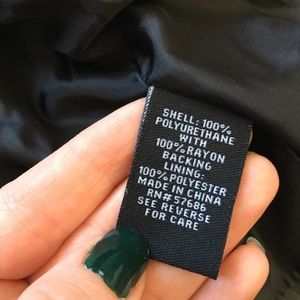 SHELL: 100%
POLYURETHANE
WITH
100% RAYON
BACKING
LINING:
100% POLYESTER
MADE IN CHINA
RN# 57686
SEE REVERSE
FOR CARE